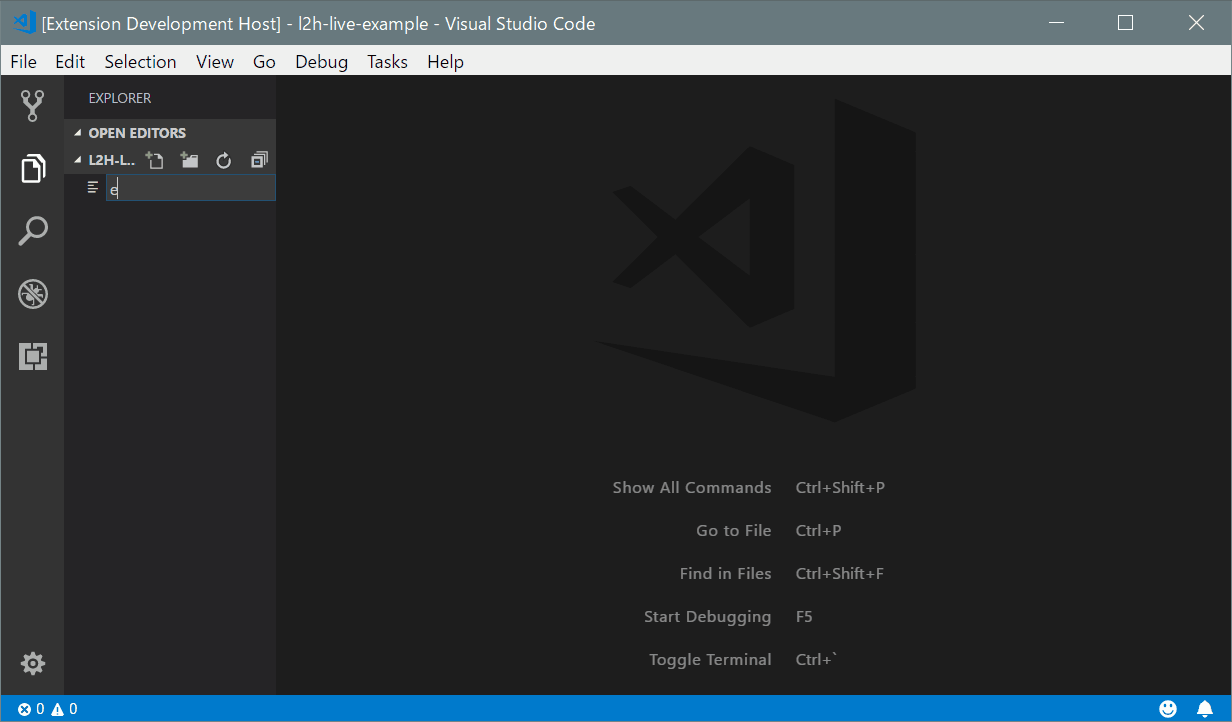 [Extension Development Host] - l2h-live-example - Visual Studio Code
File Edit Selection View Go Debug Tasks Help
EXPLORER
OPEN EDITORS
L2H-L..
e
Show All Commands Ctrl+Shift+P
Go to File Ctrl+P
Find in Files Ctrl+Shift+F
Start Debugging F5
Toggle Terminal Ctrl+`
0 0